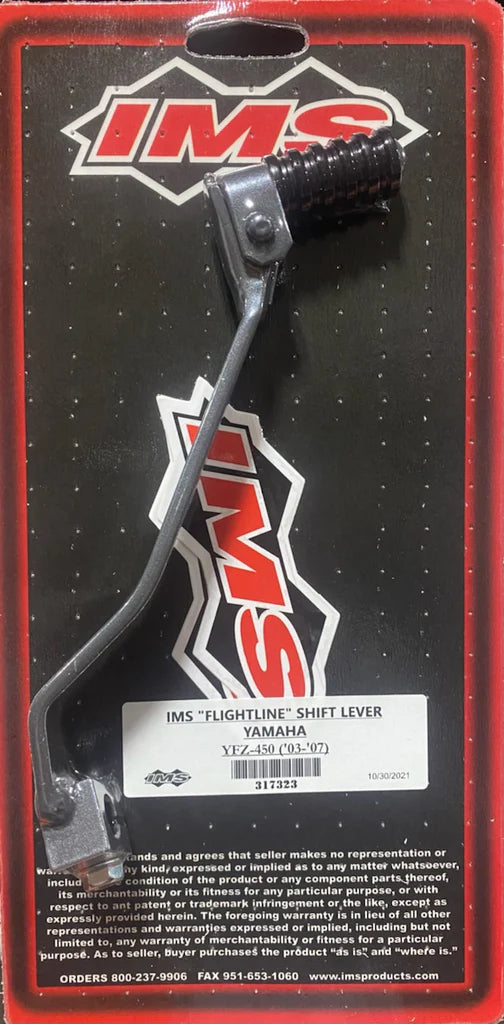 IMS
IMS
IMS "FLIGHTLINE" SHIFT LEVER
YAMAHA
YFZ-450 ('03-'07)
IMS
317323
10/30/2021
ands and agrees that seller makes no representation or
ny kind, expressed or implied as to any matter whatsoever,
includ condition of the product or any component parts thereof,
its merchantability or its fitness for any particular purpose, or with
respect to ant patent or trademark infringement or the like, except as
expressly provided herein. The foregoing warranty is in lieu of all other
representations and warranties expressed or implied, including but not
limited to, any warranty of merchantability or fitness for a particular
purpose. As to seller, buyer purchases the product "as is" and "where is."
ORDERS 800-237-9906 FAX 951-653-1060 www.imsproducts.com